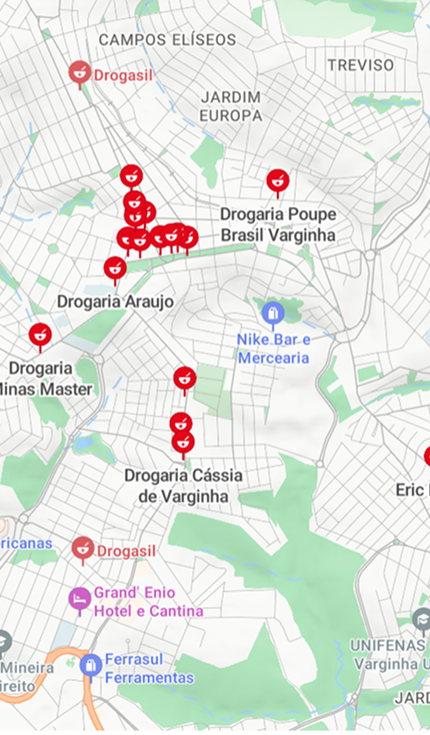 CAMPOS ELÍSEOS
TREVISO
Drogasil
JARDIM
EUROPA
Drogaria Poupe
Brasil Varginha
Drogaria Araujo
Nike Bar e
Mercearia
Drogaria
Minas Master
Drogaria Cássia
de Varginha
Eric
ricanas
Drogasil
Grand' Enio
Hotel e Cantina
UNIFENAS
Varginha U
Mineira
ireito
Ferrasul
Ferramentas
JARD